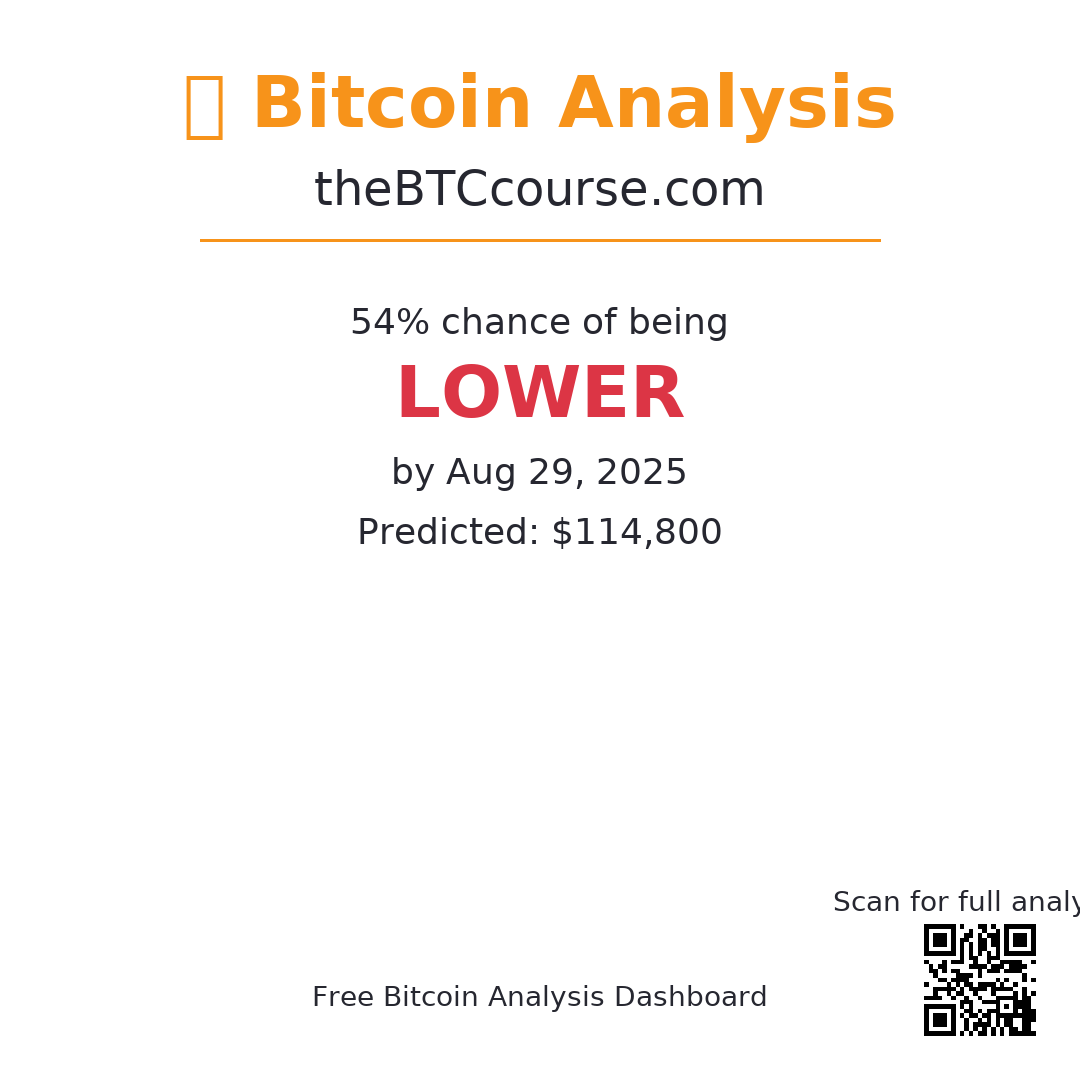 Bitcoin Analysis
theBTCcourse.com
54% chance of being
LOWER
by Aug 29, 2025
Predicted: $114,800
Scan for full analy
Free Bitcoin Analysis Dashboard